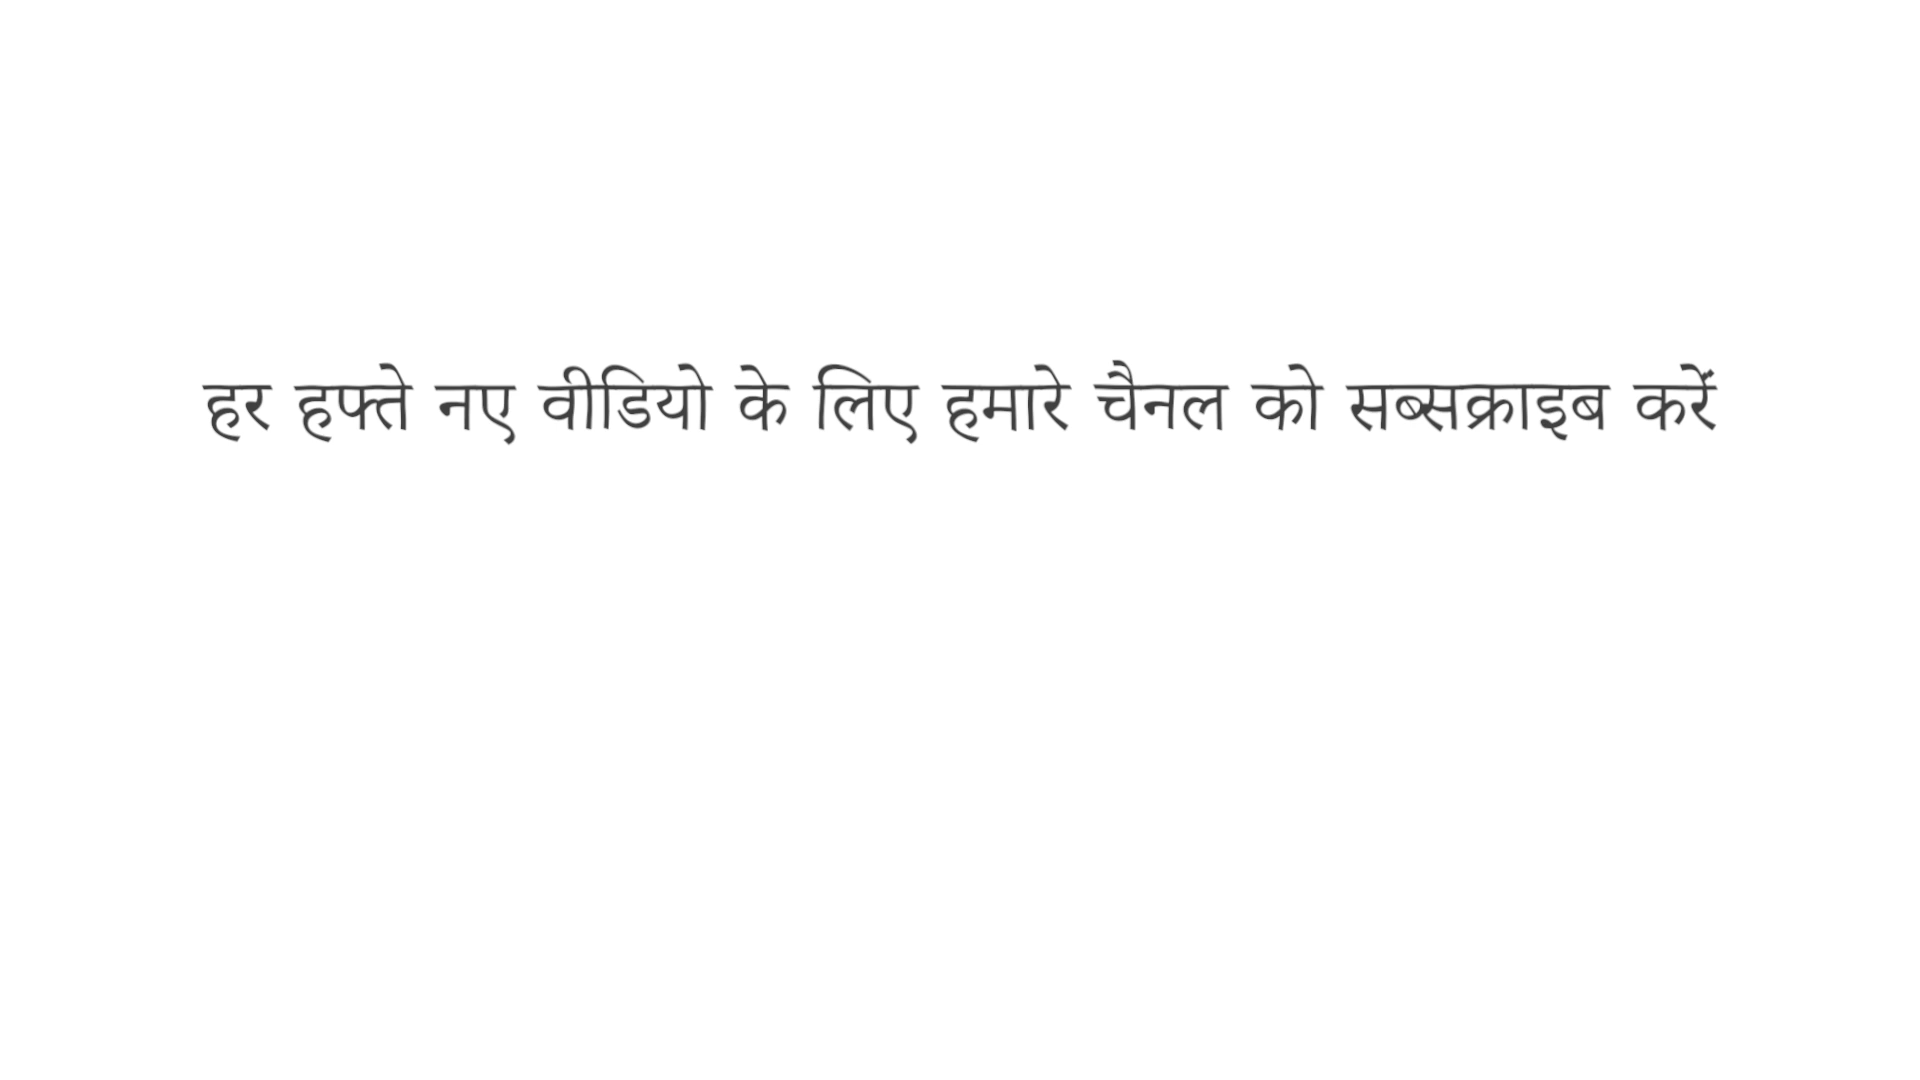 हर हफ्ते नए वीडियो के लिए हमारे चैनल को सब्सक्राइब करें